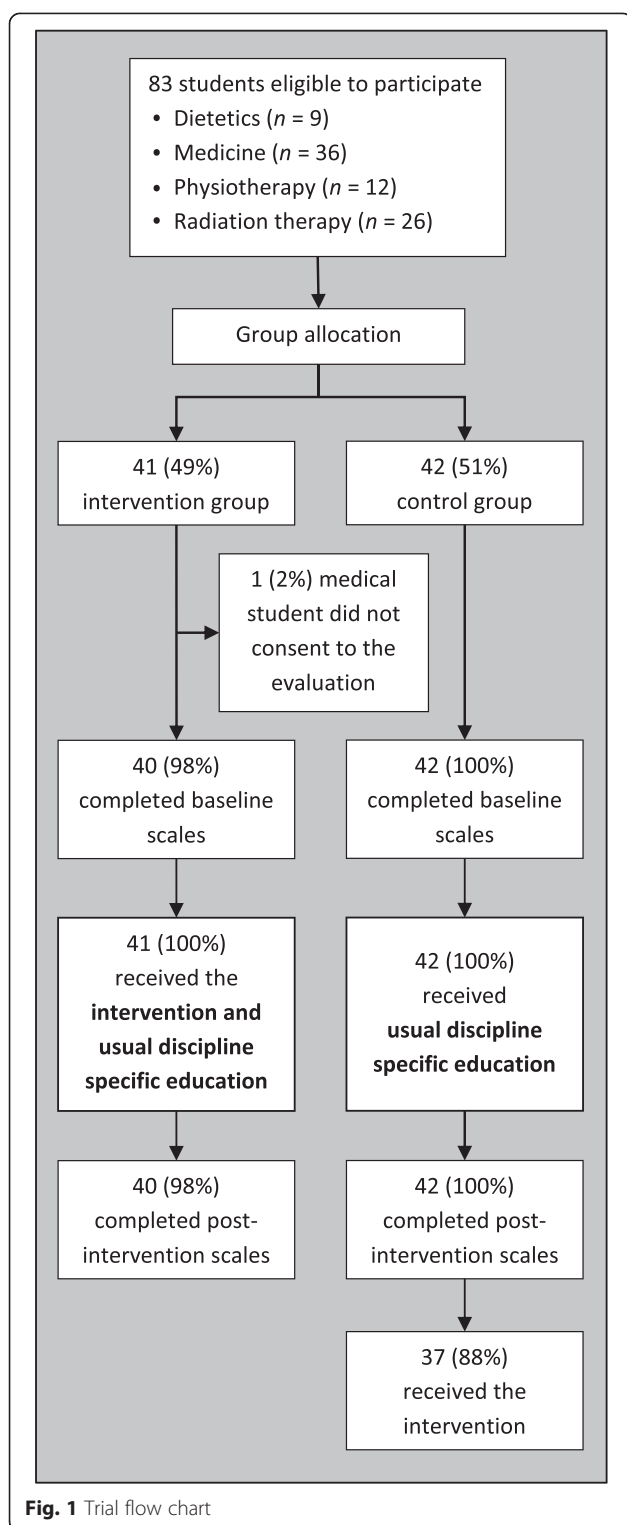 83 students eligible to participate
• Dietetics (n = 9)
• Medicine (n = 36)
• Physiotherapy (n = 12)
• Radiation therapy (n = 26)
Group allocation
41 (49%)
intervention group
42 (51%)
control group
1 (2%) medical
student did not
consent to the
evaluation
40 (98%)
completed baseline
scales
42 (100%)
completed baseline
scales
41 (100%)
received the
intervention and
usual discipline
specific education
42 (100%)
received
usual discipline
specific education
40 (98%)
completed post-
intervention scales
42 (100%)
completed post-
intervention scales
37 (88%)
received the
intervention
Fig. 1 Trial flow chart